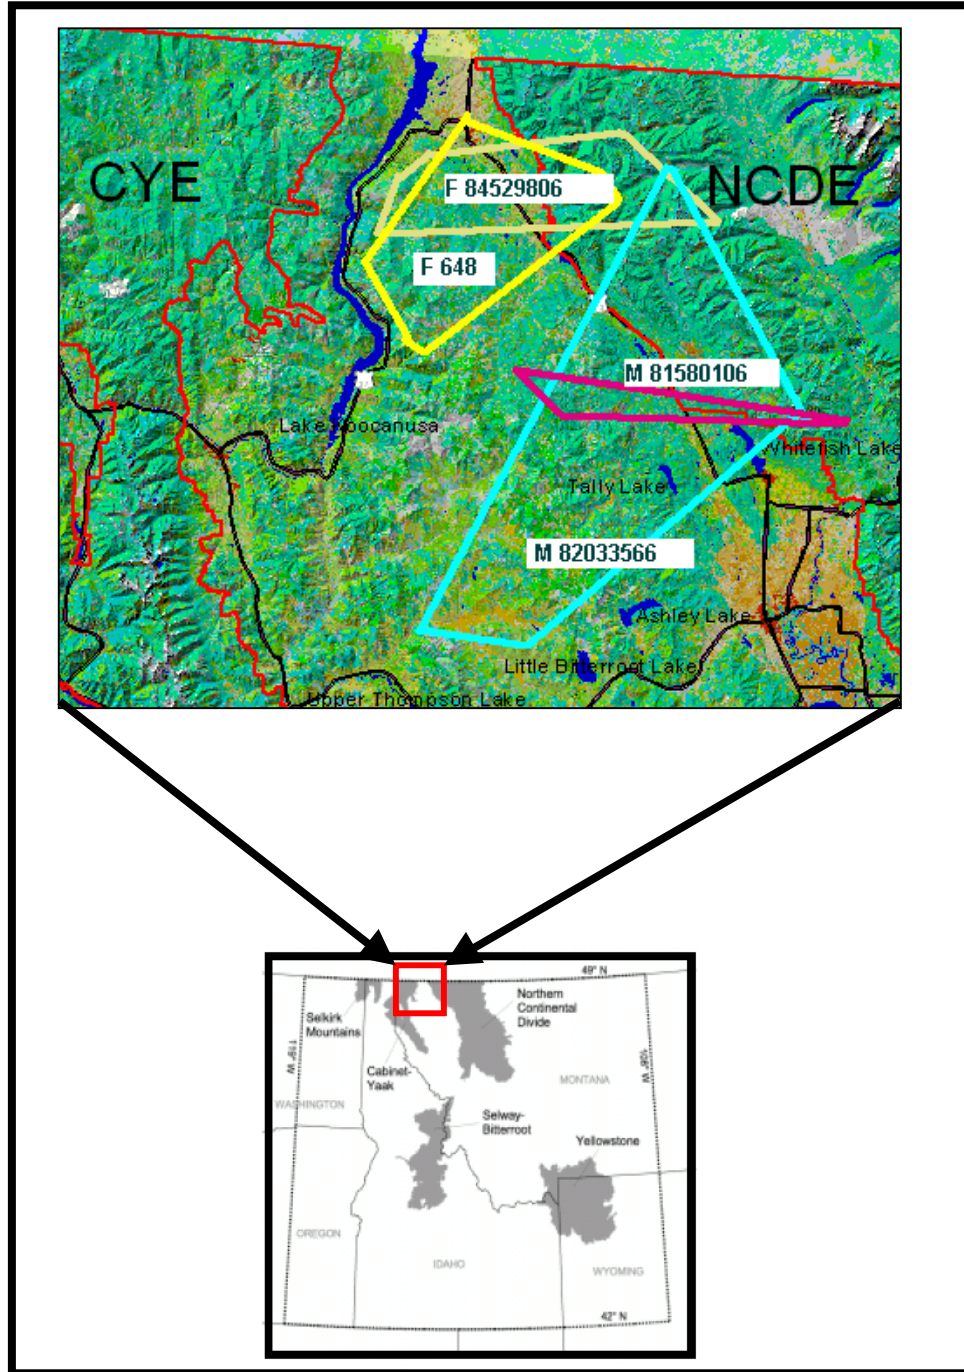 CYE
NCDE
F 84529806
F 648
M 81580106
Lake Koocanusa
Whitefish Lake
Tally Lake
M 82033566
Ashley Lake
Little Bitterroot Lake
Upper Thompson Lake
49° N
Northern
Continental
Divide
Selkirk
Mountains
119° W
108° W
Cabinet-
Yaak
MONTANA
WASHINGTON
Selway-
Bitterroot
Yellowstone
OREGON
IDAHO
WYOMING
42° N